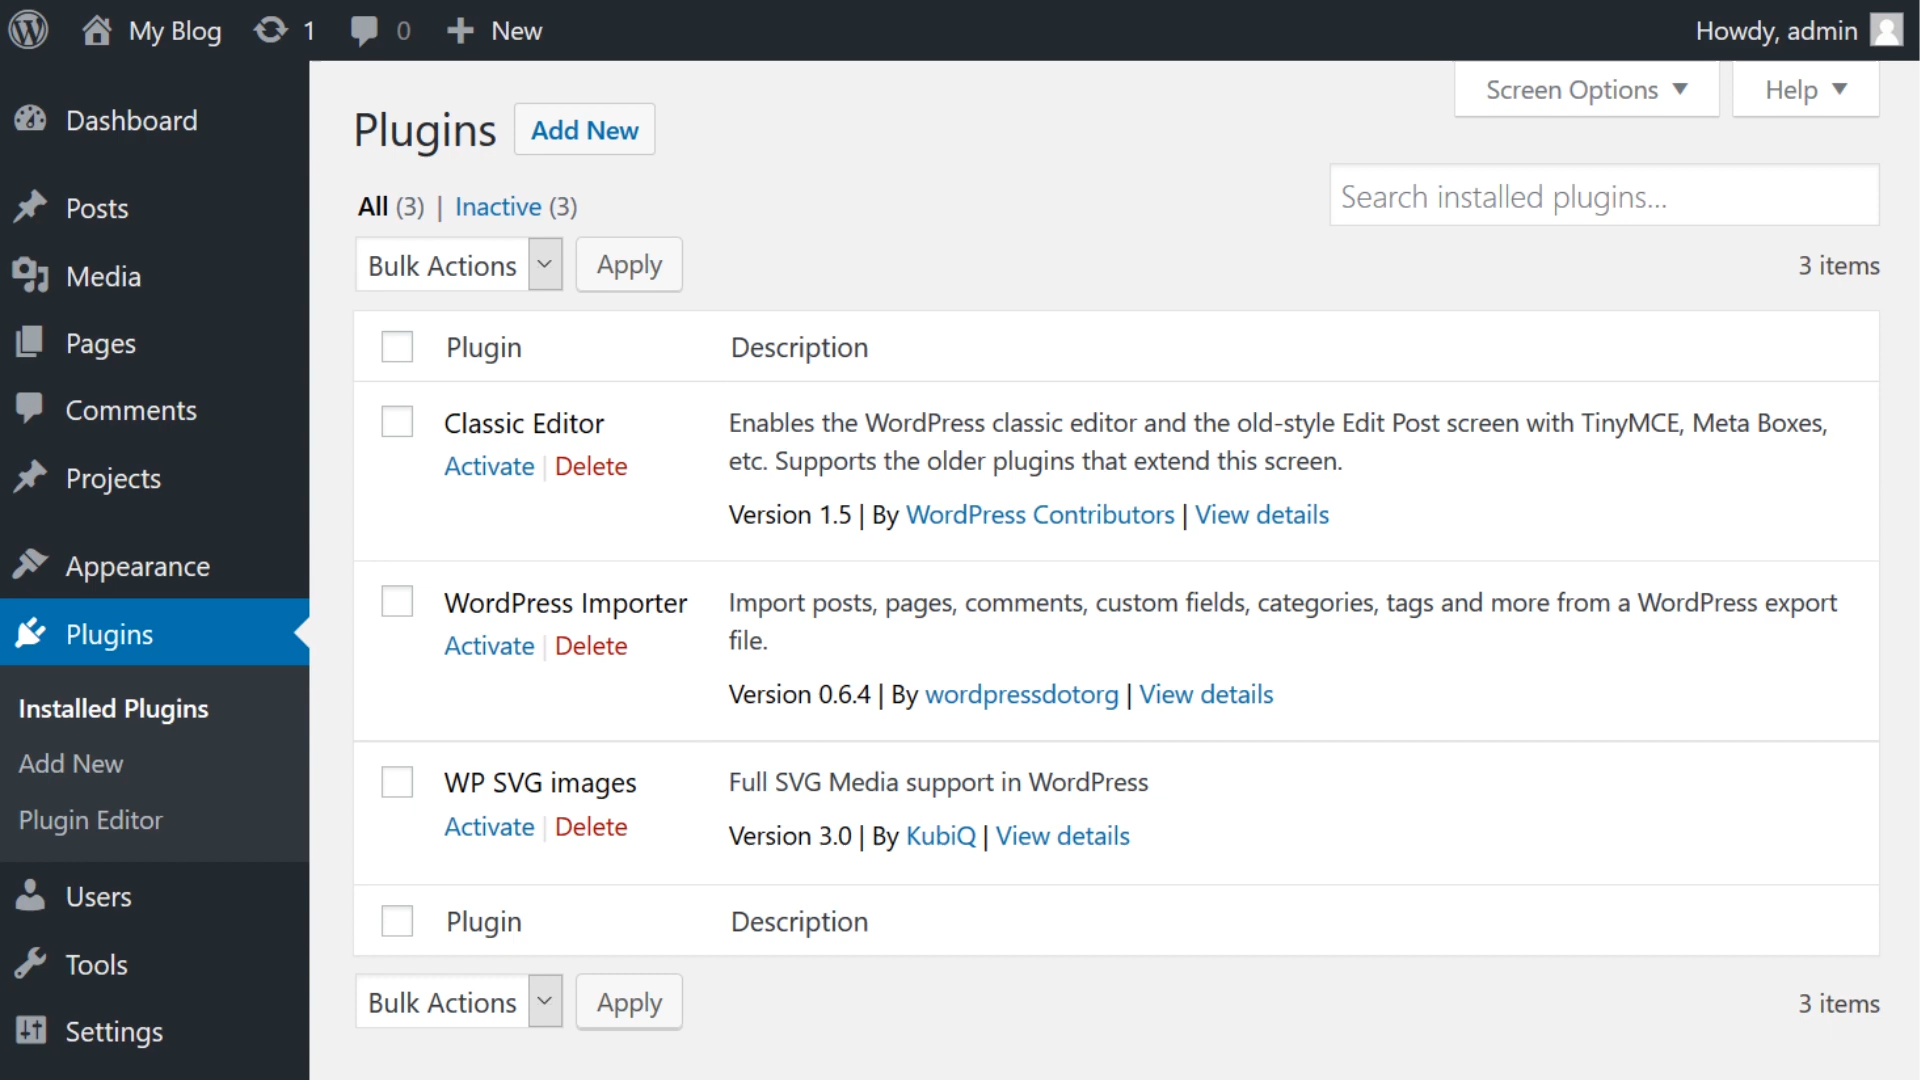 My Blog 1 0 New Howdy, admin
Screen Options Help
Dashboard
Posts
Media
Pages
Comments
Projects
Appearance
Plugins
Installed Plugins
Add New
Plugin Editor
Users
Tools
Settings
Plugins Add New
All (3) | Inactive (3)
Search installed plugins...
Bulk Actions Apply 3 items
Plugin Description
Classic Editor
Activate | Delete
Enables the WordPress classic editor and the old-style Edit Post screen with TinyMCE, Meta Boxes,
etc. Supports the older plugins that extend this screen.
Version 1.5 | By WordPress Contributors | View details
WordPress Importer
Activate | Delete
Import posts, pages, comments, custom fields, categories, tags and more from a WordPress export
file.
Version 0.6.4 | By wordpressdotorg | View details
WP SVG images
Activate | Delete
Full SVG Media support in WordPress
Version 3.0 | By KubiQ | View details
Plugin Description
Bulk Actions Apply 3 items